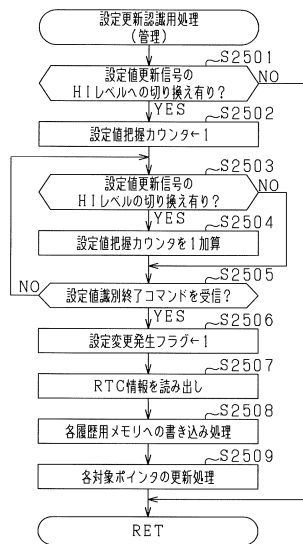 設定更新認識用処理
(管理)
S2501
設定値更新信号の
HIレベルへの切り換え有り?
NO
YES
S2502
設定値把握カウンタ←1
S2503
設定値更新信号の
HIレベルの切り換え有り?
NO
YES
S2504
設定値把握カウンタを1加算
S2505
NO
設定値識別終了コマンドを受信?
YES
S2506
設定変更発生フラグ←1
S2507
RTC情報を読み出し
S2508
各履歴用メモリへの書き込み処理
S2509
各対象ポインタの更新処理
RET